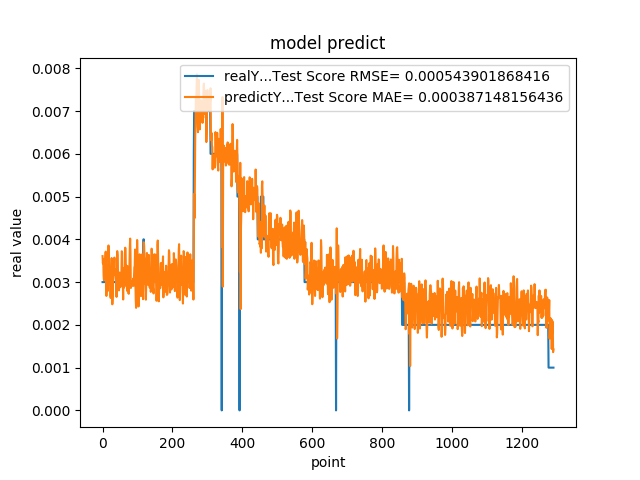 model predict
realY...Test Score RMSE= 0.000543901868416
predictY...Test Score MAE= 0.000387148156436
0.008
0.007
0.006
0.005
0.004
0.003
0.002
0.001
0.000
real value
0 200 400 600 800 1000 1200
point